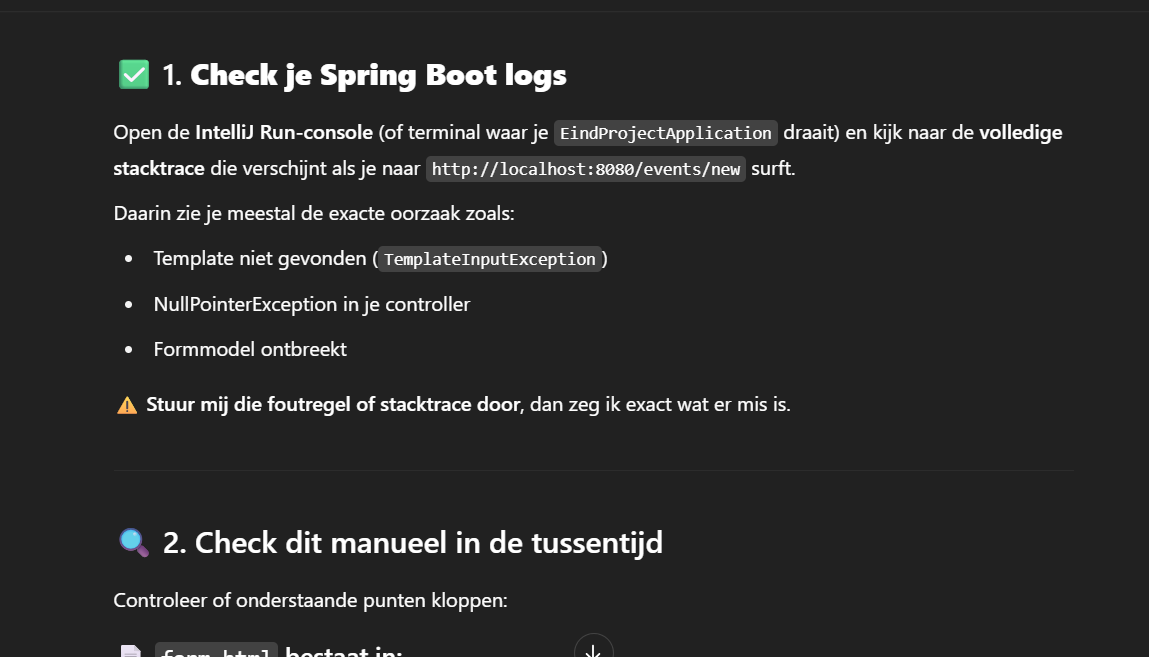 1. Check je Spring Boot logs
Open de IntelliJ Run-console (of terminal waar je EindProjectApplication draait) en kijk naar de volledige
stacktrace die verschijnt als je naar http://localhost:8080/events/new surft.
Daarin zie je meestal de exacte oorzaak zoals:
• Template niet gevonden (TemplateInputException)
• NullPointerException in je controller
• Formmodel ontbreekt
Stuur mij die foutregel of stacktrace door, dan zeg ik exact wat er mis is.
2. Check dit manueel in de tussentijd
Controleer of onderstaande punten kloppen:
form.html bestaat in: